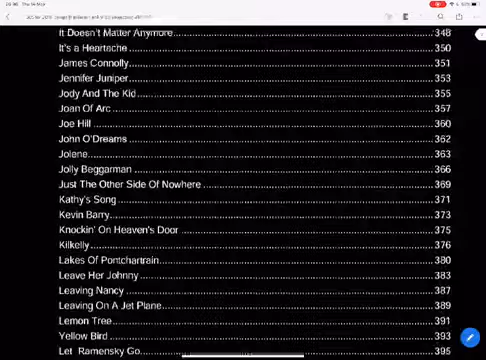 It Doesn't Matter Anymore 348
It's a Heartache 350
James Connolly 351
Jennifer Juniper 353
Jody And The Kid 355
Joan Of Arc 357
Joe Hill 360
John O'Dreams 362
Jolene 363
Jolly Beggarman 366
Just The Other Side Of Nowhere 369
Kathy's Song 371
Kevin Barry 373
Knockin' On Heaven's Door 375
Kilkelly 376
Lakes Of Pontchartrain 380
Leave Her Johnny 383
Leaving Nancy 387
Leaving On A Jet Plane 389
Lemon Tree 391
Yellow Bird 393
Let Ramensky Go 395